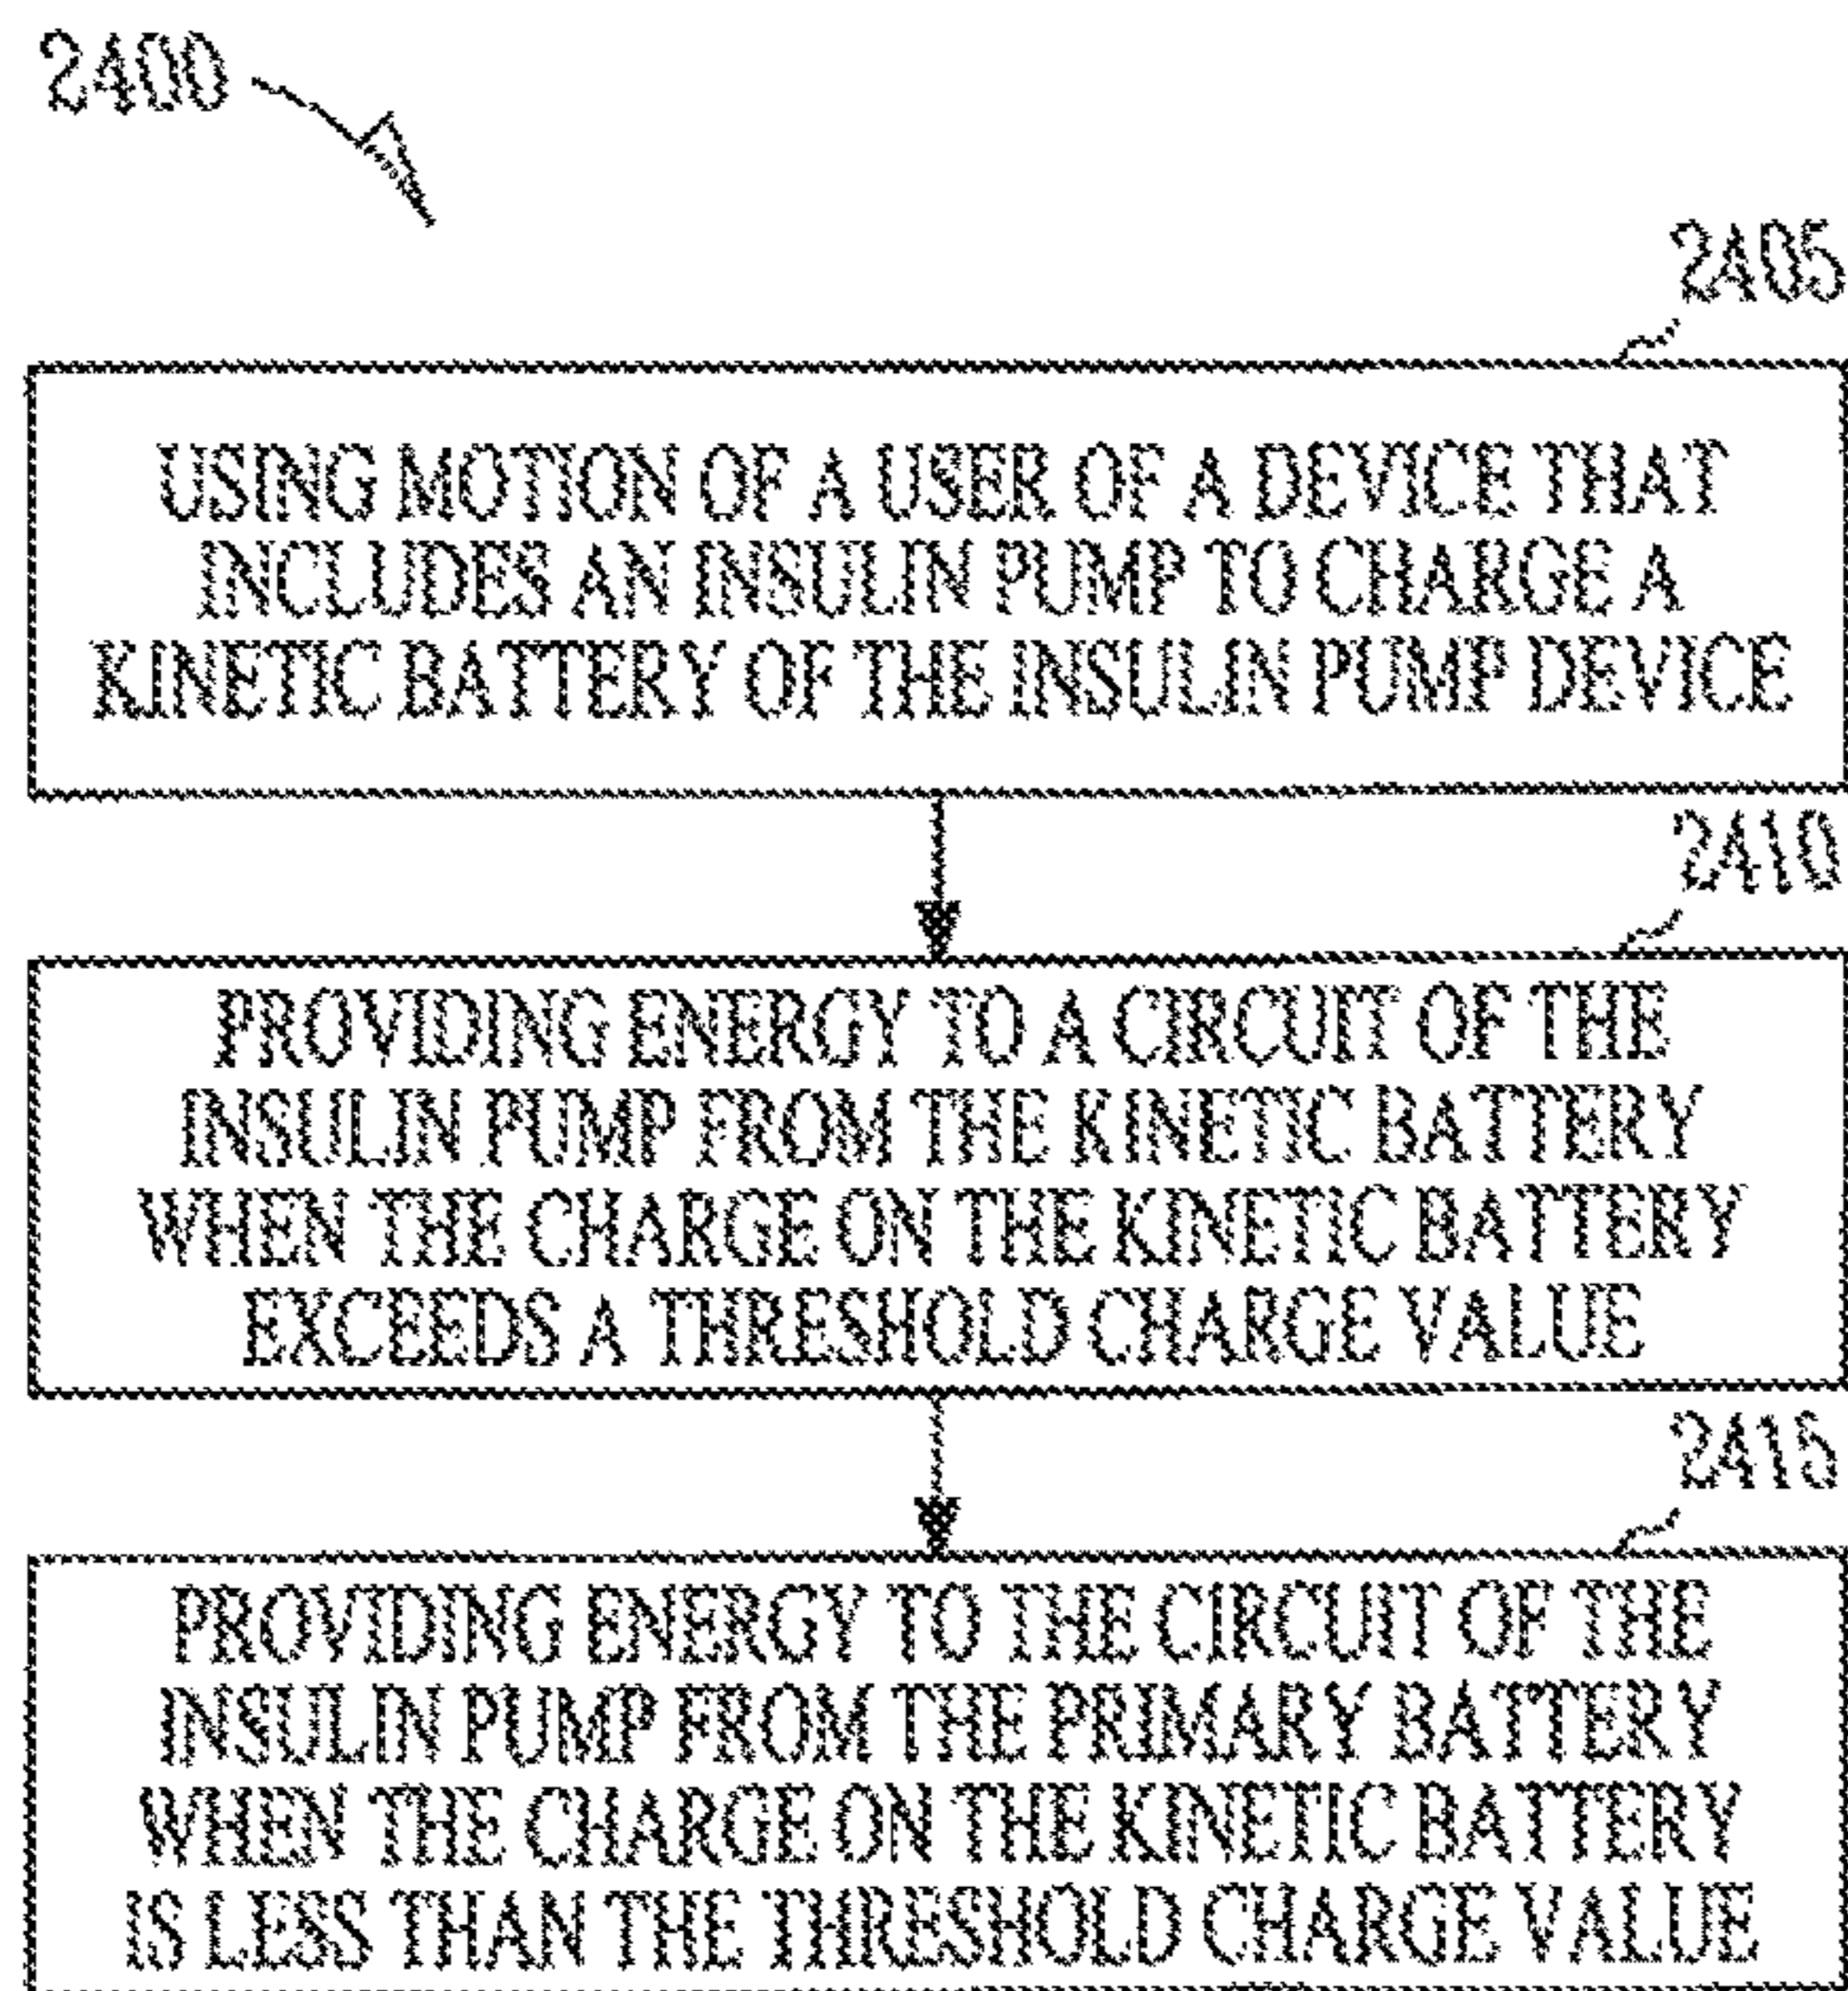 2400
2405
USING MOTION OF A USER OF A DEVICE THAT
INCLUDES AN INSULIN PUMP TO CHARGE A
KINETIC BATTERY OF THE INSULIN PUMP DEVICE
2410
PROVIDING ENERGY TO A CIRCUIT OF THE
INSULIN PUMP FROM THE KINETIC BATTERY
WHEN THE CHARGE ON THE KINETIC BATTERY
EXCEEDS A THRESHOLD CHARGE VALUE
2415
PROVIDING ENERGY TO THE CIRCUIT OF THE
INSULIN PUMP FROM THE PRIMARY BATTERY
WHEN THE CHARGE ON THE KINETIC BATTERY
IS LESS THAN THE THRESHOLD CHARGE VALUE